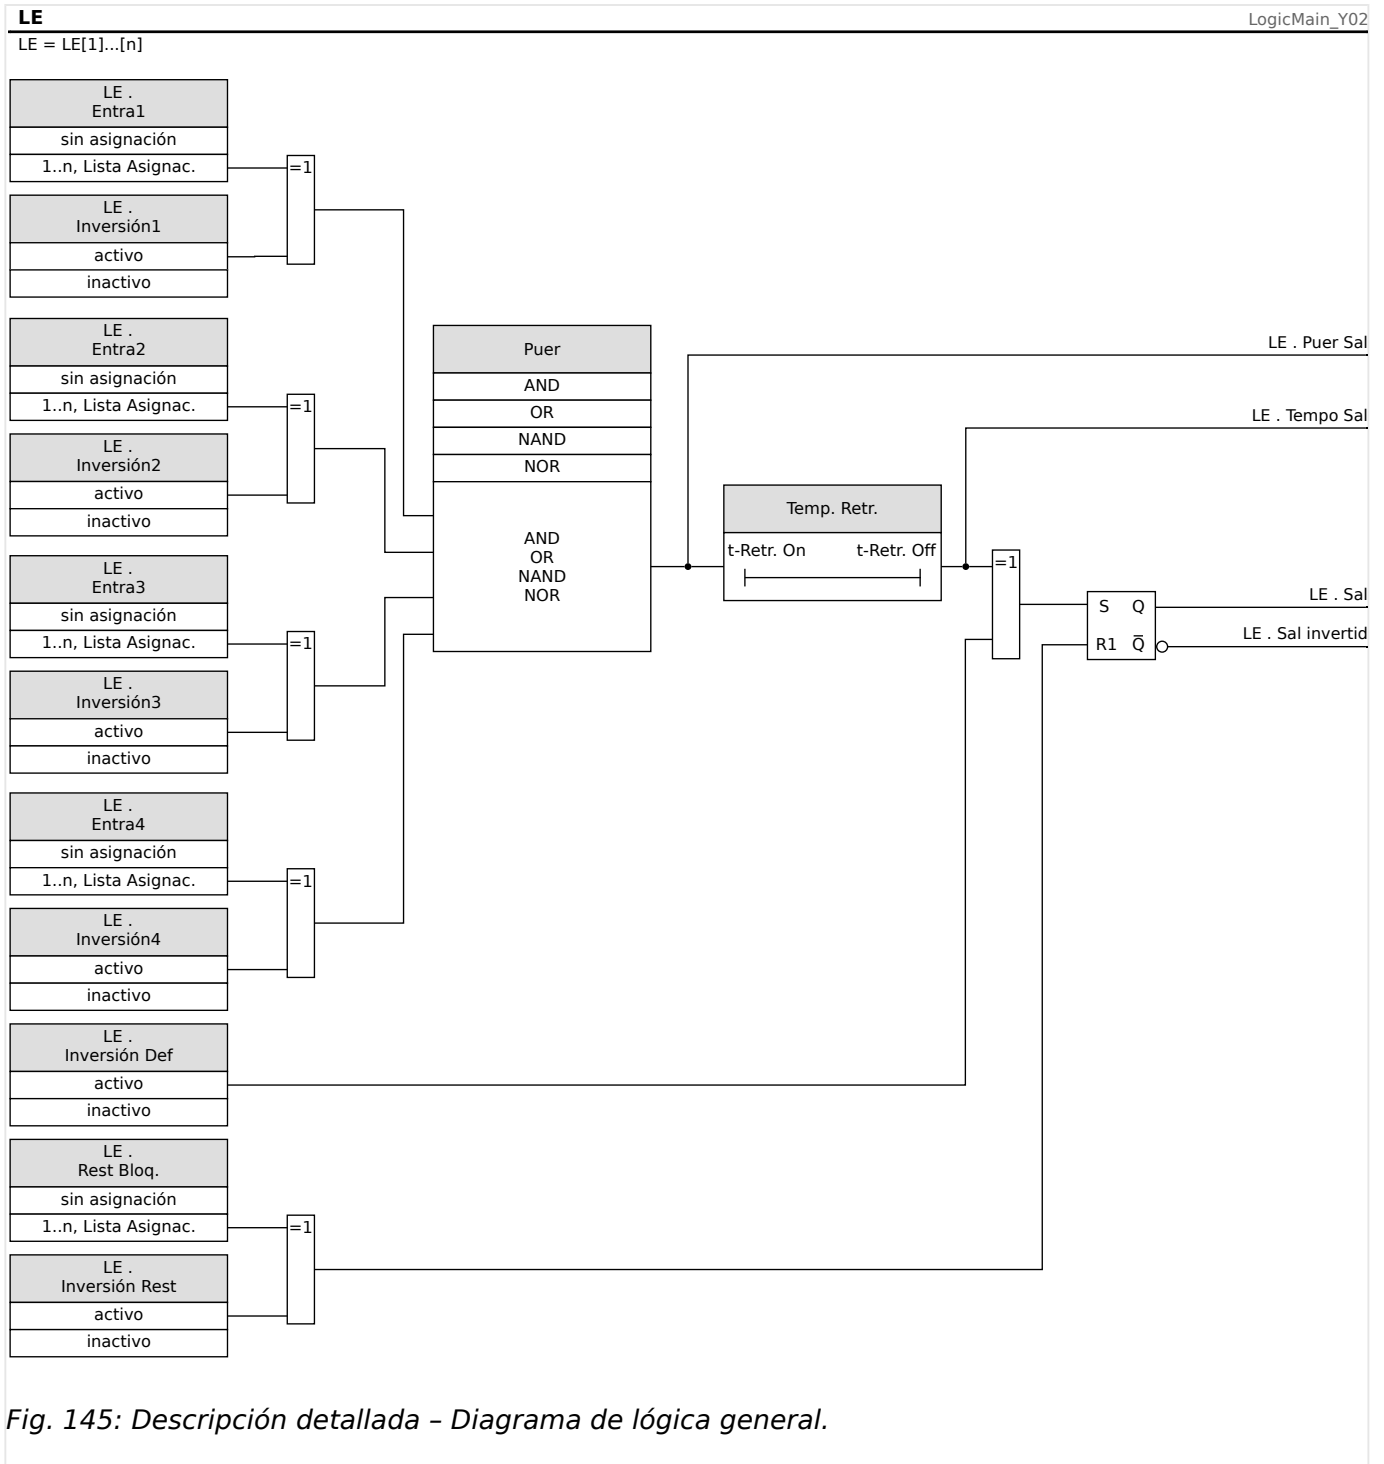 LE
LogicMain_Y02
LE = LE[1]...[n]
LE .
Entra1
sin asignación
1..n, Lista Asignac.
=1
LE .
Inversión1
activo
inactivo
LE .
Entra2
sin asignación
1..n, Lista Asignac.
=1
LE .
Inversión2
activo
inactivo
LE .
Entra3
sin asignación
1..n, Lista Asignac.
=1
LE .
Inversión3
activo
inactivo
LE .
Entra4
sin asignación
1..n, Lista Asignac.
=1
LE .
Inversión4
activo
inactivo
LE .
Inversión Def
activo
inactivo
LE .
Rest Bloq.
sin asignación
1..n, Lista Asignac.
=1
LE .
Inversión Rest
activo
inactivo
Puer
AND
OR
NAND
NOR
AND
OR
NAND
NOR
Temp. Retr.
t-Retr. On t-Retr. Off
=1
S Q
R1 Q̅
LE . Puer Sal
LE . Tempo Sal
LE . Sal
LE . Sal invertid
Fig. 145: Descripción detallada – Diagrama de lógica general.